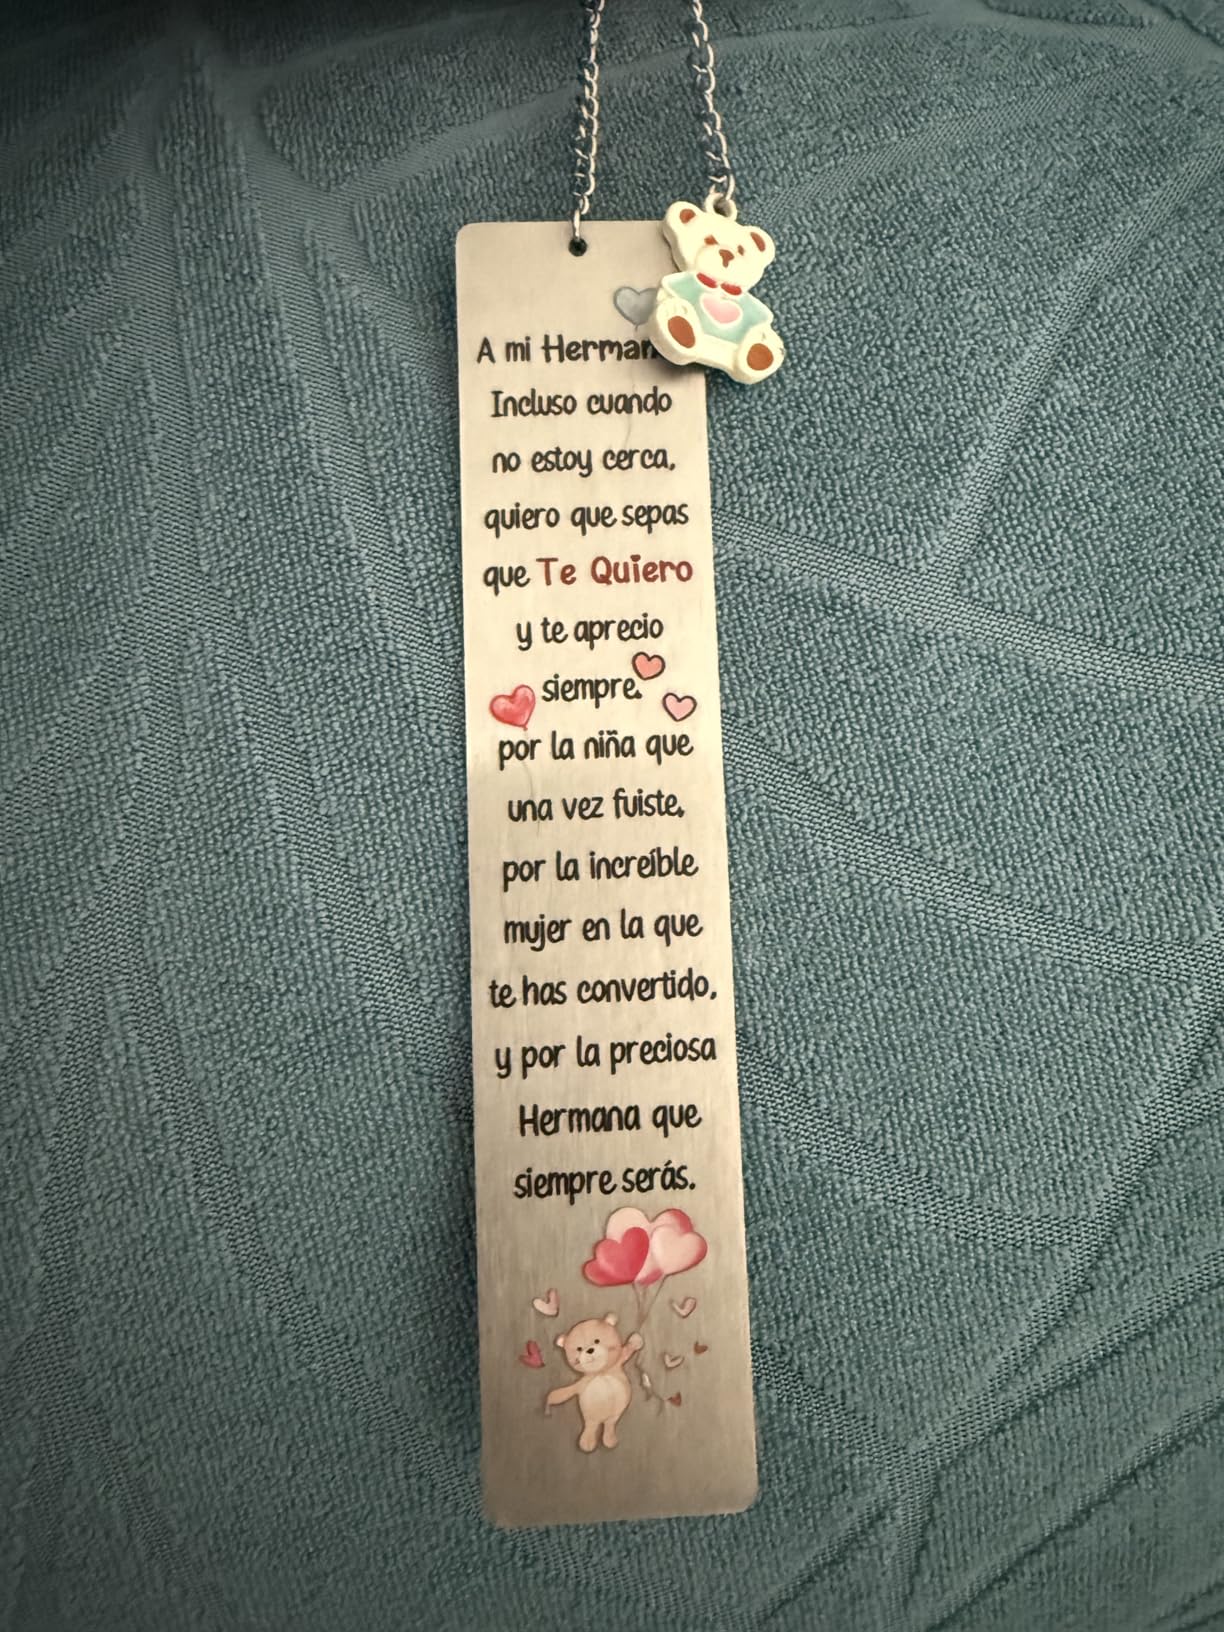 A mi Herman
Incluso cuando
no estoy cerca,
quiero que sepas
que Te Quiero
y te aprecio
siempre.
por la niña que
una vez fuiste,
por la increíble
mujer en la que
te has convertido,
y por la preciosa
Hermana que
siempre serás.